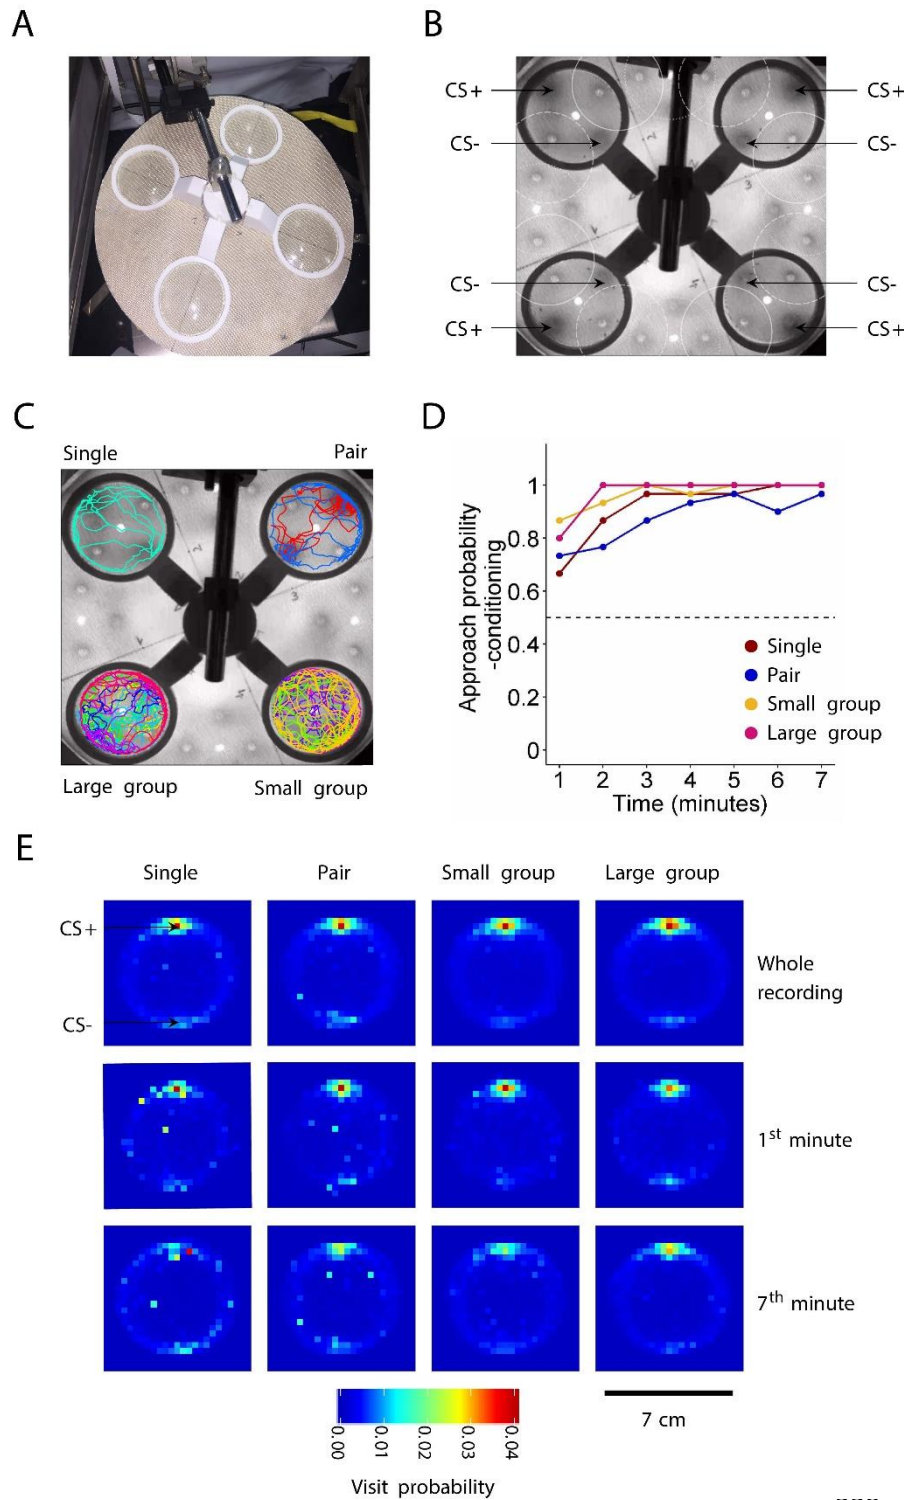 A
B
CS+
CS+
CS-
CS-
CS-
CS-
CS+
CS+
C
D
Single
Pair
Large group
Small group
Approach probability
-conditioning
1
0.8
0.6
0.4
0.2
0
Single
Pair
Small group
Large group
1 2 3 4 5 6 7
Time (minutes)
E
Single
Pair
Small group
Large group
CS+
CS-
Whole
recording
1st minute
7th minute
0.00
0.01
0.02
0.03
0.04
Visit probability
7 cm